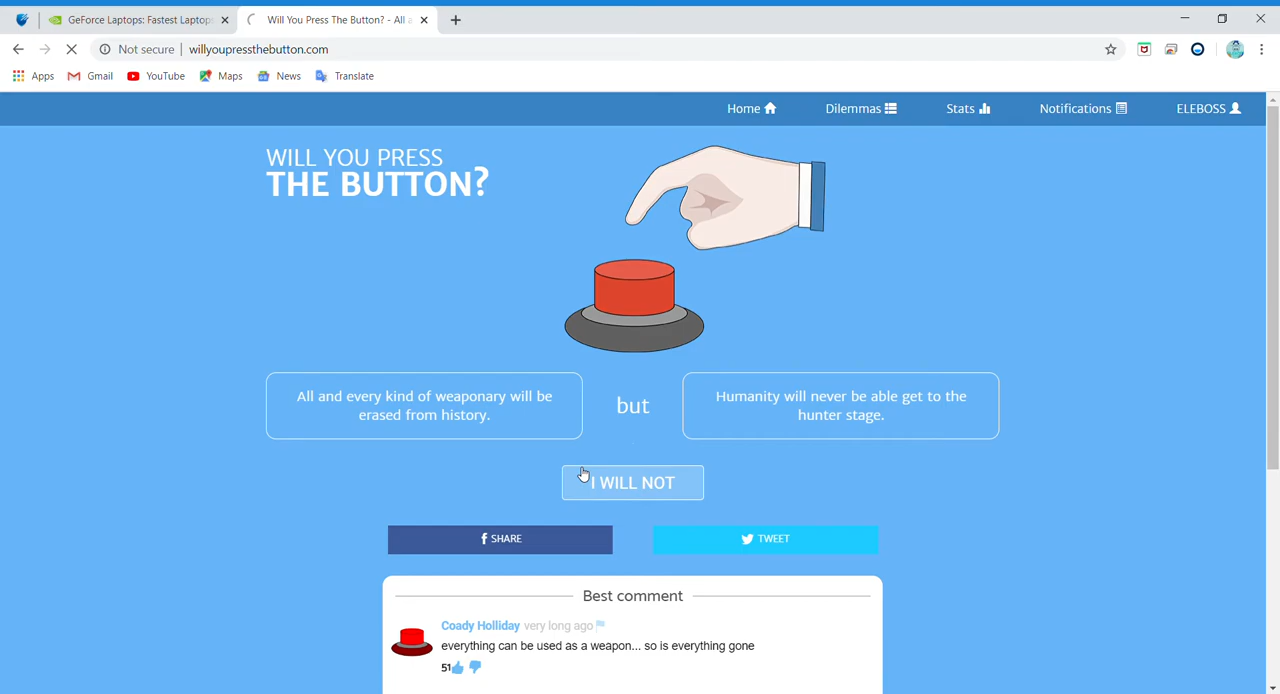 GeForce Laptops: Fastest Laptops
Will You Press The Button? - All a
Not secure | willyoupressthebutton.com
Apps Gmail YouTube Maps News Translate
Home Dilemmas Stats Notifications ELEBOSS
WILL YOU PRESS
THE BUTTON?
All and every kind of weaponary will be
erased from history.
but
Humanity will never be able get to the
hunter stage.
I WILL NOT
SHARE TWEET
Best comment
Coady Holliday very long ago
everything can be used as a weapon... so is everything gone
51